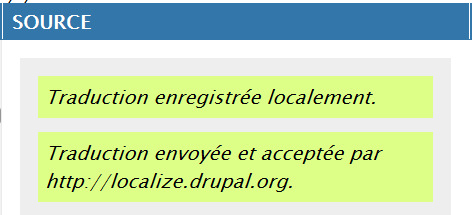 SOURCE
Traduction enregistrée localement.
Traduction envoyée et acceptée par
http://localize.drupal.org.